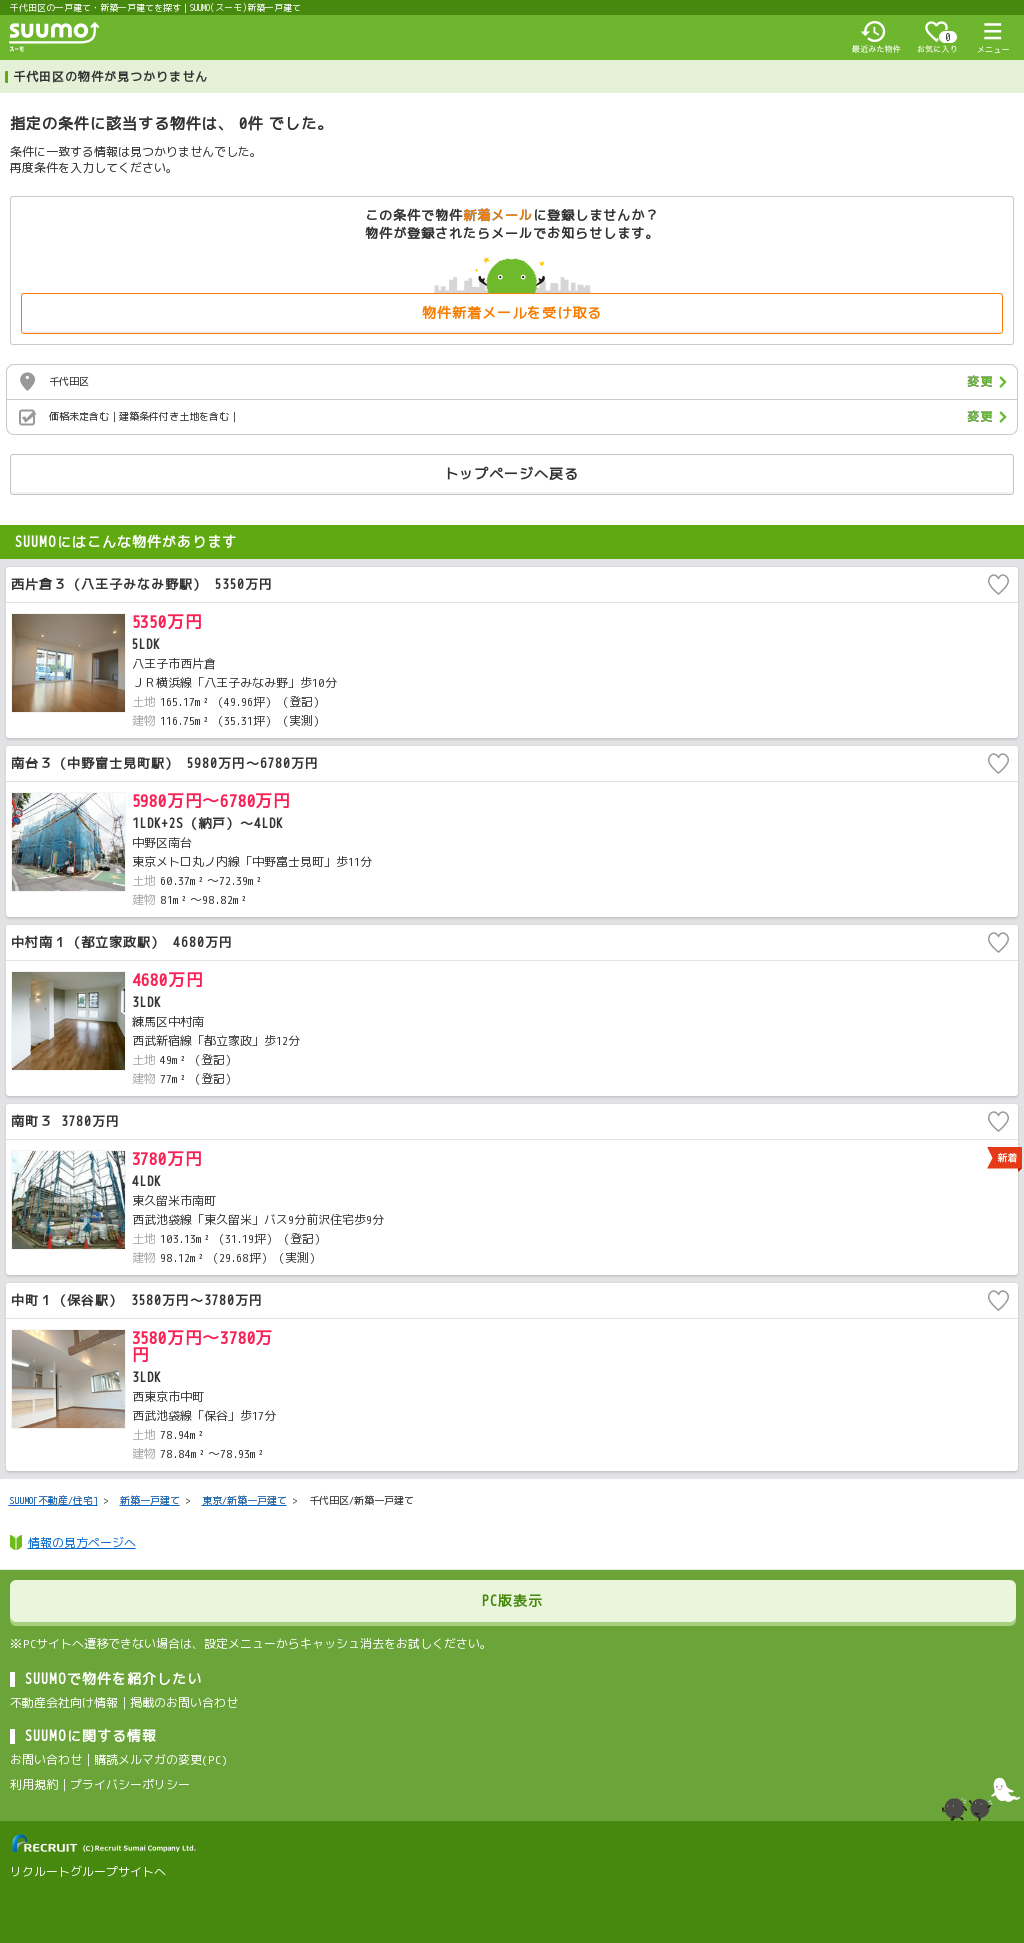 千代田区の一戸建て・新築一戸建てを探す | SUUMO(スーモ)新築一戸建て
SUUMO
スーモ
最近みた物件
0
お気に入り
メニュー
千代田区の物件が見つかりません
指定の条件に該当する物件は、 0件 でした。
条件に一致する情報は見つかりませんでした。
再度条件を入力してください。
この条件で物件新着メールに登録しませんか？
物件が登録されたらメールでお知らせします。
物件新着メールを受け取る
千代田区
変更
価格未定含む | 建築条件付き土地を含む |
変更
トップページへ戻る
SUUMOにはこんな物件があります
西片倉３（八王子みなみ野駅） 5350万円
5350万円
5LDK
八王子市西片倉
ＪＲ横浜線「八王子みなみ野」歩10分
土地 165.17m²（49.96坪）（登記）
建物 116.75m²（35.31坪）（実測）
南台３（中野富士見町駅） 5980万円～6780万円
5980万円～6780万円
1LDK+2S（納戸）～4LDK
中野区南台
東京メトロ丸ノ内線「中野富士見町」歩11分
土地 60.37m²～72.39m²
建物 81m²～98.82m²
中村南１（都立家政駅） 4680万円
4680万円
3LDK
練馬区中村南
西武新宿線「都立家政」歩12分
土地 49m²（登記）
建物 77m²（登記）
南町３ 3780万円
新着
3780万円
4LDK
東久留米市南町
西武池袋線「東久留米」バス9分前沢住宅歩9分
土地 103.13m²（31.19坪）（登記）
建物 98.12m²（29.68坪）（実測）
中町１（保谷駅） 3580万円～3780万円
3580万円～3780万
円
3LDK
西東京市中町
西武池袋線「保谷」歩17分
土地 78.94m²
建物 78.84m²～78.93m²
SUUMO[不動産/住宅] > 新築一戸建て > 東京/新築一戸建て > 千代田区/新築一戸建て
情報の見方ページへ
PC版表示
※PCサイトへ遷移できない場合は、設定メニューからキャッシュ消去をお試しください。
SUUMOで物件を紹介したい
不動産会社向け情報｜掲載のお問い合わせ
SUUMOに関する情報
お問い合わせ｜購読メルマガの変更(PC)
利用規約｜プライバシーポリシー
RECRUIT (C)Recruit Sumai Company Ltd.
リクルートグループサイトへ